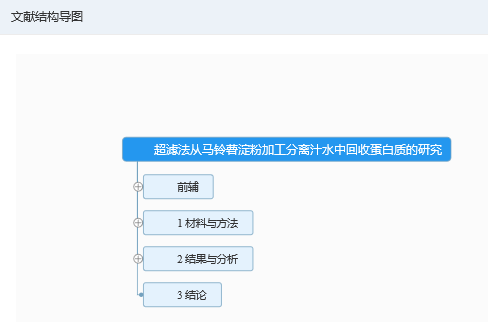 文献结构导图
超滤法从马铃薯淀粉加工分离汁水中回收蛋白质的研究
前辅
1 材料与方法
2 结果与分析
3 结论